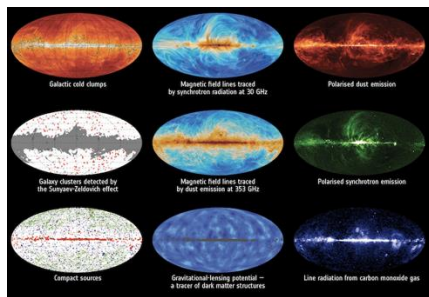 Galactic cold clumps
Magnetic field lines traced
by synchrotron radiation at 30 GHz
Polarised dust emission
Galaxy clusters detected by
the Sunyaev-Zeldovich effect
Magnetic field lines traced
by dust emission at 353 GHz
Polarised synchrotron emission
Compact sources
Gravitational-lensing potential –
a tracer of dark matter structures
Line radiation from carbon monoxide gas